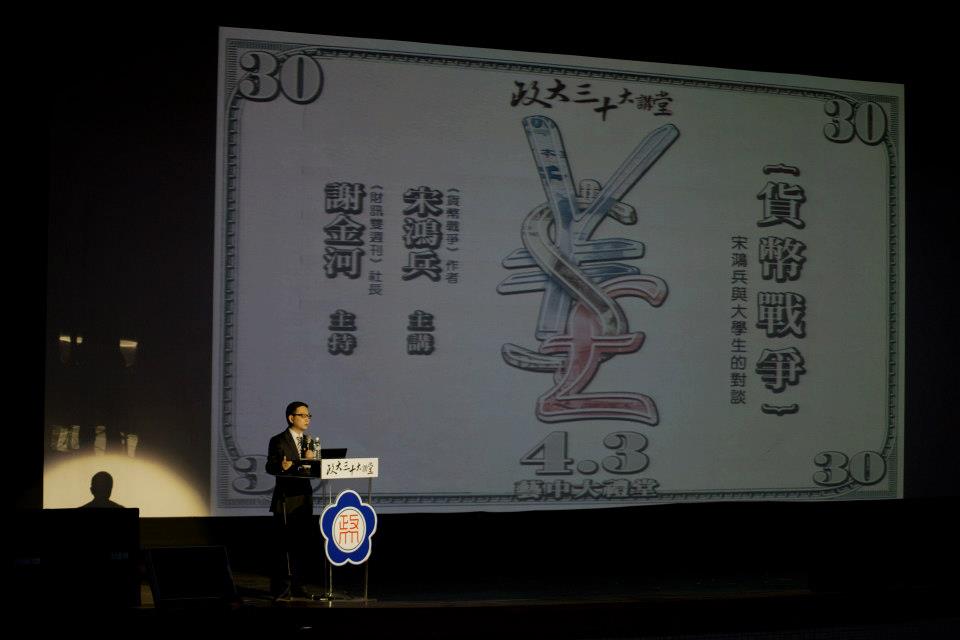 30
30
政大三十大講堂
｛貨幣戰爭｝
宋鴻兵與大學生的對談
《貨幣戰爭》作者
宋鴻兵 主講
《財訊雙週刊》社長
謝金河 主持
4.3
藝中大禮堂
30
30
政大三十大講堂
政大